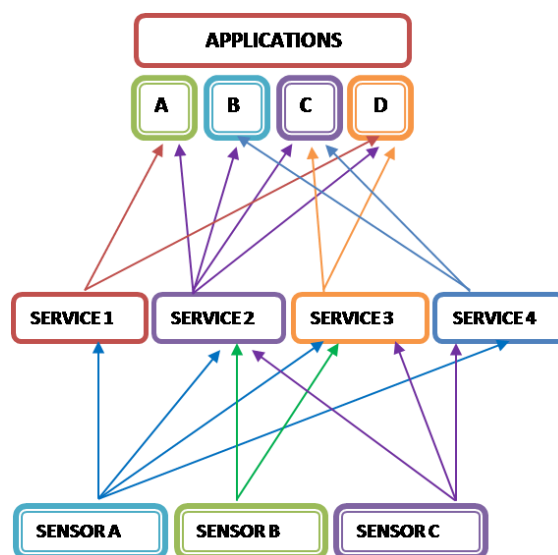 APPLICATIONS
A B C D
SERVICE 1 SERVICE 2 SERVICE 3 SERVICE 4
SENSOR A SENSOR B SENSOR C